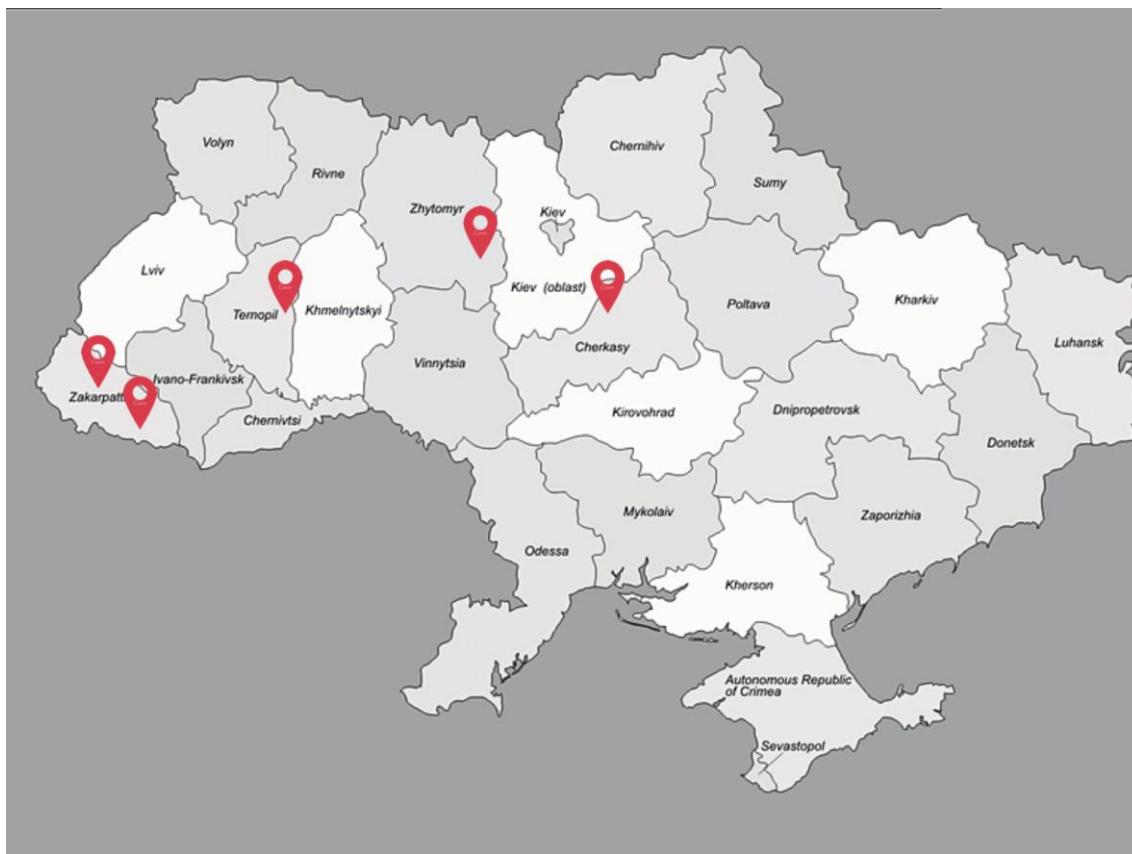 Chernihiv
Volyn
Rivne
Sumy
Zhytomyr
Kiev
Lviv
Kiev (oblast)
Kharkiv
Ternopil
Khmelnytskyi
Poltava
Luhansk
Cherkasy
Vinnytsia
Ivano-Frankivsk
Zakarpatt
Kirovohrad
Dnipropetrovsk
Chernivtsi
Donetsk
Mykolaiv
Zaporizhia
Odessa
Kherson
Autonomous Republic
of Crimea
Sevastopol